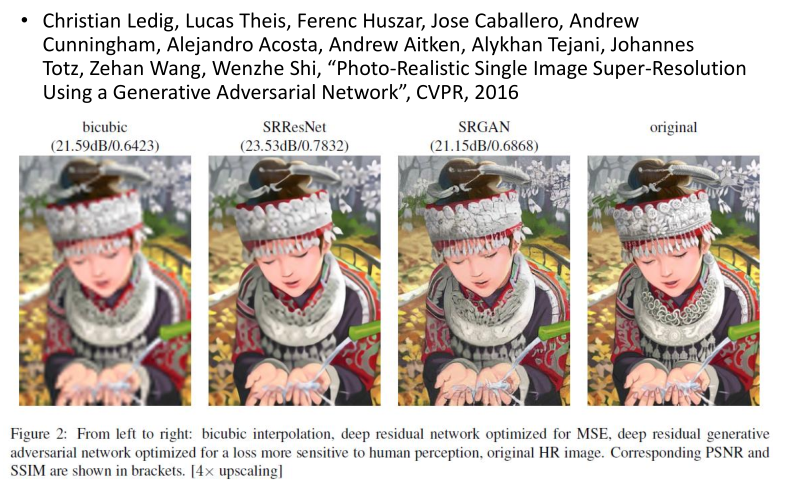 • Christian Ledig, Lucas Theis, Ferenc Huszar, Jose Caballero, Andrew
Cunningham, Alejandro Acosta, Andrew Aitken, Alykhan Tejani, Johannes
Totz, Zehan Wang, Wenzhe Shi, “Photo-Realistic Single Image Super-Resolution
Using a Generative Adversarial Network”, CVPR, 2016
bicubic
(21.59dB/0.6423)
SRResNet
(23.53dB/0.7832)
SRGAN
(21.15dB/0.6868)
original
Figure 2: From left to right: bicubic interpolation, deep residual network optimized for MSE, deep residual generative
adversarial network optimized for a loss more sensitive to human perception, original HR image. Corresponding PSNR and
SSIM are shown in brackets. [4× upscaling]